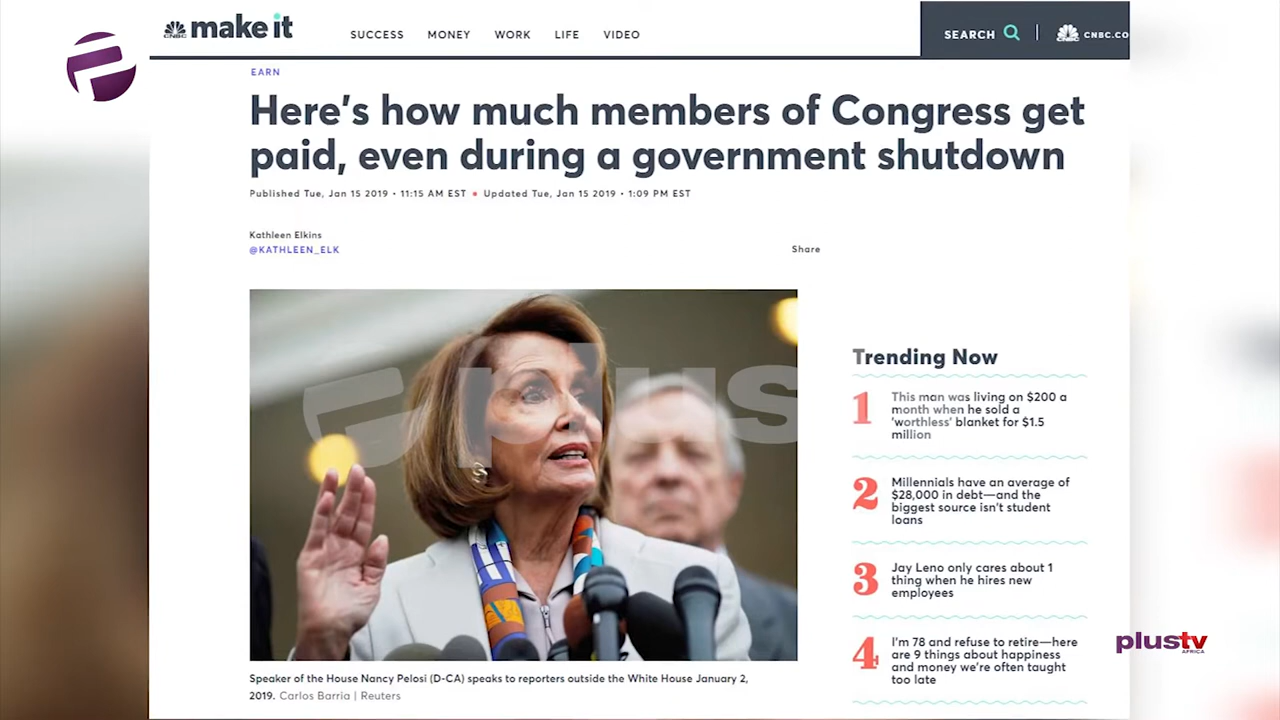 CNBC make it
SUCCESS MONEY WORK LIFE VIDEO
SEARCH
CNBC.CO
EARN
Here's how much members of Congress get
paid, even during a government shutdown
Published Tue, Jan 15 2019 • 11:15 AM EST • Updated Tue, Jan 15 2019 • 1:09 PM EST
Kathleen Elkins
@KATHLEEN_ELK
Share
plus
Speaker of the House Nancy Pelosi (D-CA) speaks to reporters outside the White House January 2,
2019. Carlos Barria | Reuters
Trending Now
1
This man was living on $200 a
month when he sold a
'worthless' blanket for $1.5
million
2
Millennials have an average of
$28,000 in debt—and the
biggest source isn't student
loans
3
Jay Leno only cares about 1
thing when he hires new
employees
4
I'm 78 and refuse to retire—here
are 9 things about happiness
and money we're often taught
too late
plustv
AFRICA